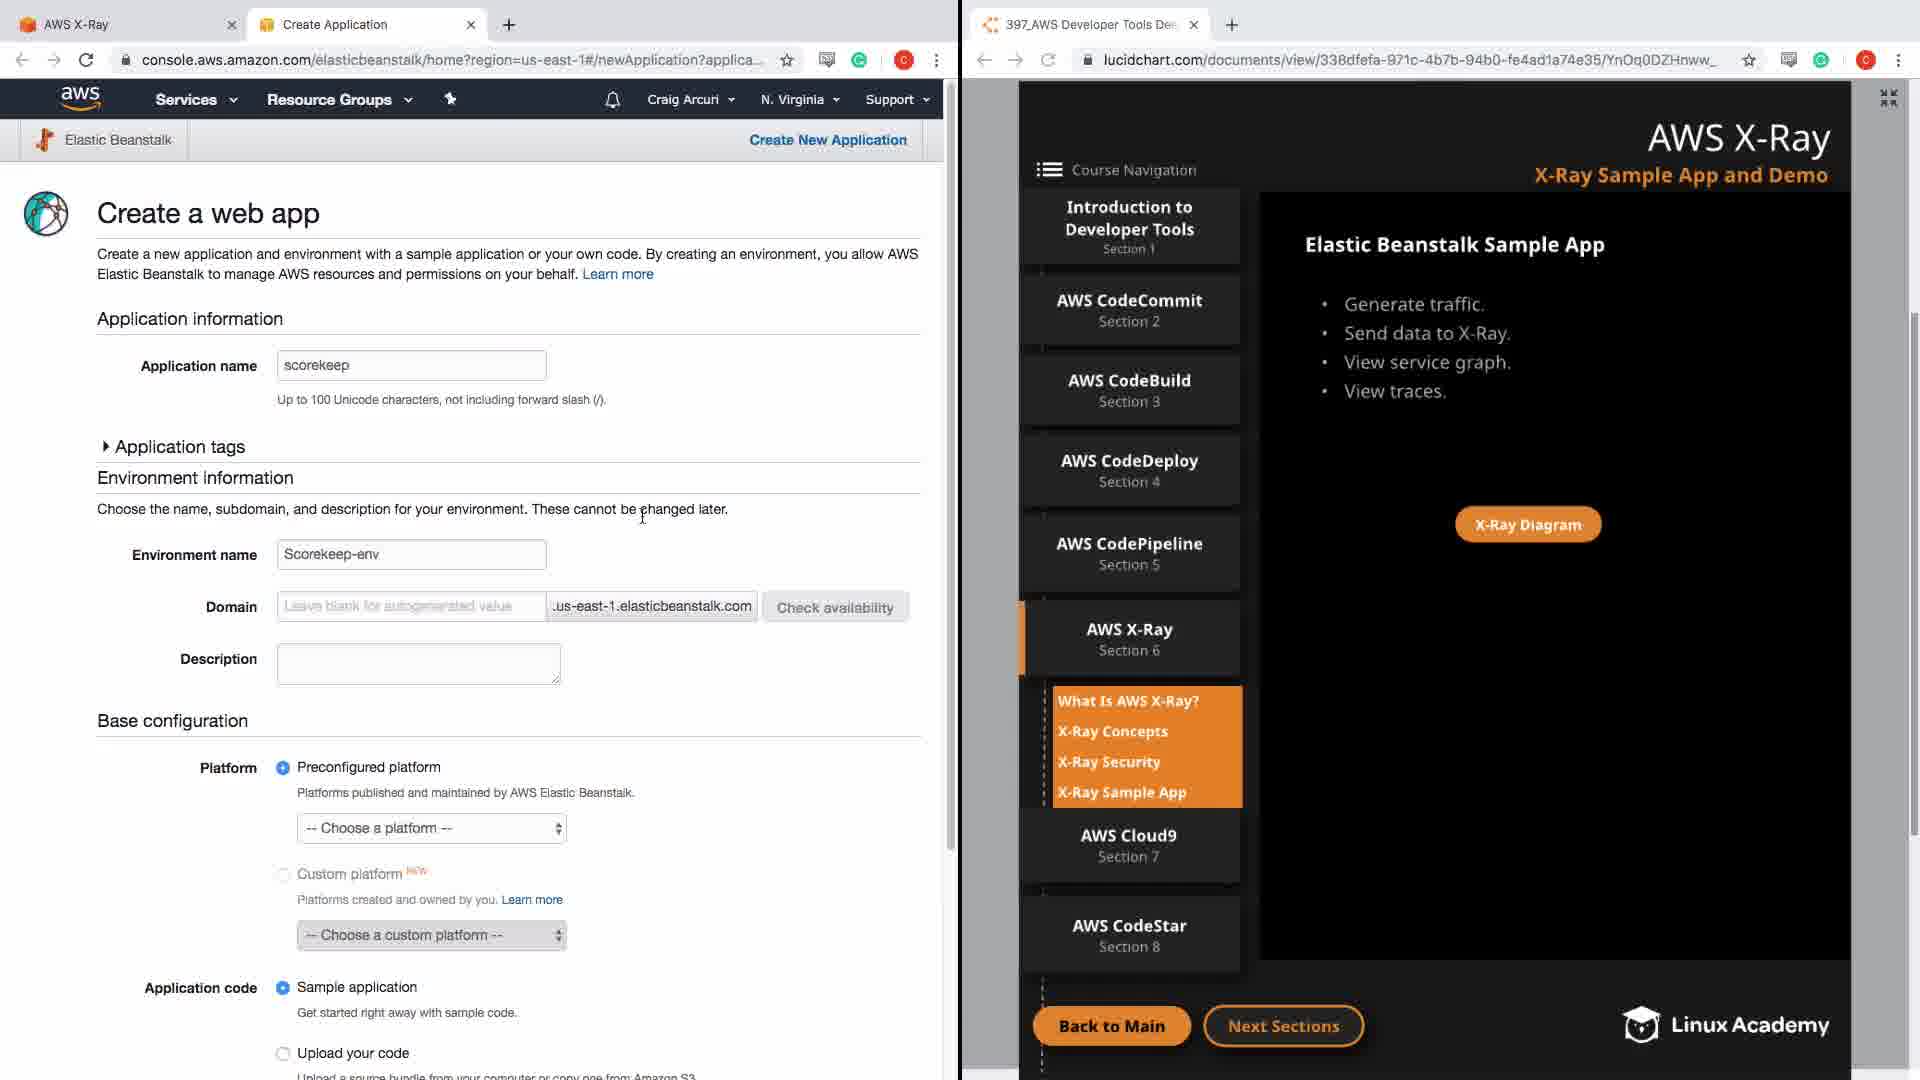 AWS X-Ray
Create Application
console.aws.amazon.com/elasticbeanstalk/home?region=us-east-1#/newApplication?applica...
C
aws
Services
Resource Groups
Craig Arcuri
N. Virginia
Support
Elastic Beanstalk
Create New Application
Create a web app
Create a new application and environment with a sample application or your own code. By creating an environment, you allow AWS
Elastic Beanstalk to manage AWS resources and permissions on your behalf. Learn more
Application information
Application name
scorekeep
Up to 100 Unicode characters, not including forward slash (/).
Application tags
Environment information
Choose the name, subdomain, and description for your environment. These cannot be changed later.
Environment name
Scorekeep-env
Domain
Leave blank for autogenerated value
.us-east-1.elasticbeanstalk.com
Check availability
Description
Base configuration
Platform
Preconfigured platform
Platforms published and maintained by AWS Elastic Beanstalk.
-- Choose a platform --
Custom platform NEW
Platforms created and owned by you. Learn more
-- Choose a custom platform --
Application code
Sample application
Get started right away with sample code.
Upload your code
Upload a source bundle from your computer or copy one from Amazon S3.
397_AWS Developer Tools Dee
lucidchart.com/documents/view/338dfefa-971c-4b7b-94b0-fe4ad1a74e35/YnOq0DZHnww_
C
AWS X-Ray
X-Ray Sample App and Demo
Course Navigation
Introduction to
Developer Tools
Section 1
AWS CodeCommit
Section 2
AWS CodeBuild
Section 3
AWS CodeDeploy
Section 4
AWS CodePipeline
Section 5
AWS X-Ray
Section 6
What Is AWS X-Ray?
X-Ray Concepts
X-Ray Security
X-Ray Sample App
AWS Cloud9
Section 7
AWS CodeStar
Section 8
Back to Main
Next Sections
Elastic Beanstalk Sample App
• Generate traffic.
• Send data to X-Ray.
• View service graph.
• View traces.
X-Ray Diagram
Linux Academy